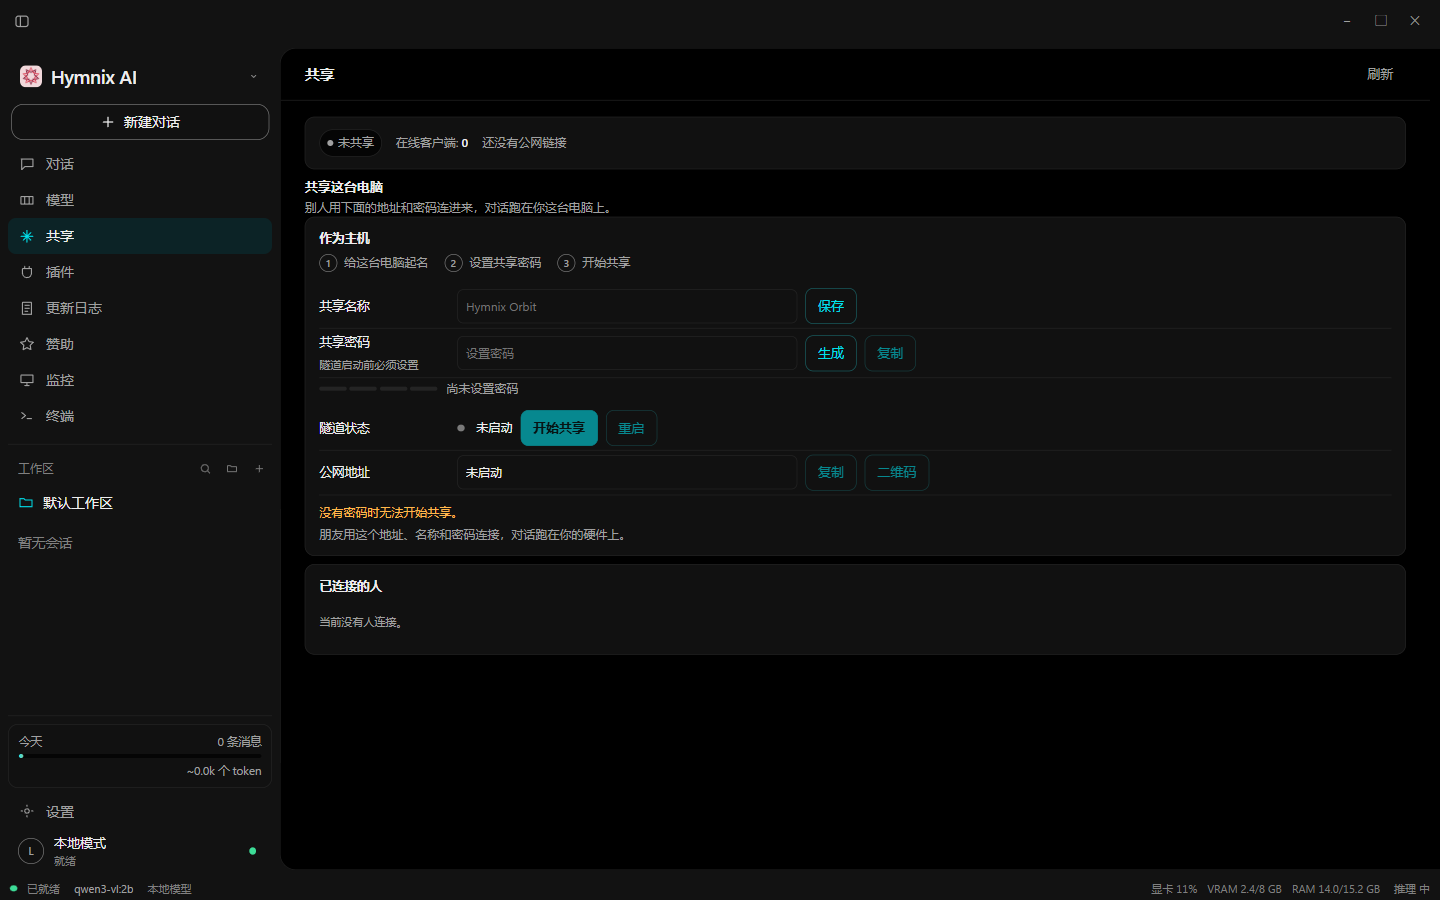 Hymnix AI
新建对话
对话
模型
共享
插件
更新日志
赞助
监控
终端
工作区
默认工作区
暂无会话
今天 0 条消息
~0.0k 个 token
设置
L 本地模式
就绪
共享 刷新
未共享 在线客户端: 0 还没有公网链接
共享这台电脑
别人用下面的地址和密码连进来，对话跑在你这台电脑上。
作为主机
1 给这台电脑起名 2 设置共享密码 3 开始共享
共享名称 Hymnix Orbit 保存
共享密码 设置密码 生成 复制
隧道启动前必须设置
尚未设置密码
隧道状态 未启动 开始共享 重启
公网地址 未启动 复制 二维码
没有密码时无法开始共享。
朋友用这个地址、名称和密码连接，对话跑在你的硬件上。
已连接的人
当前没有人连接。
已就绪 qwen3-vl:2b 本地模型 显卡 11% VRAM 2.4/8 GB RAM 14.0/15.2 GB 推理 中